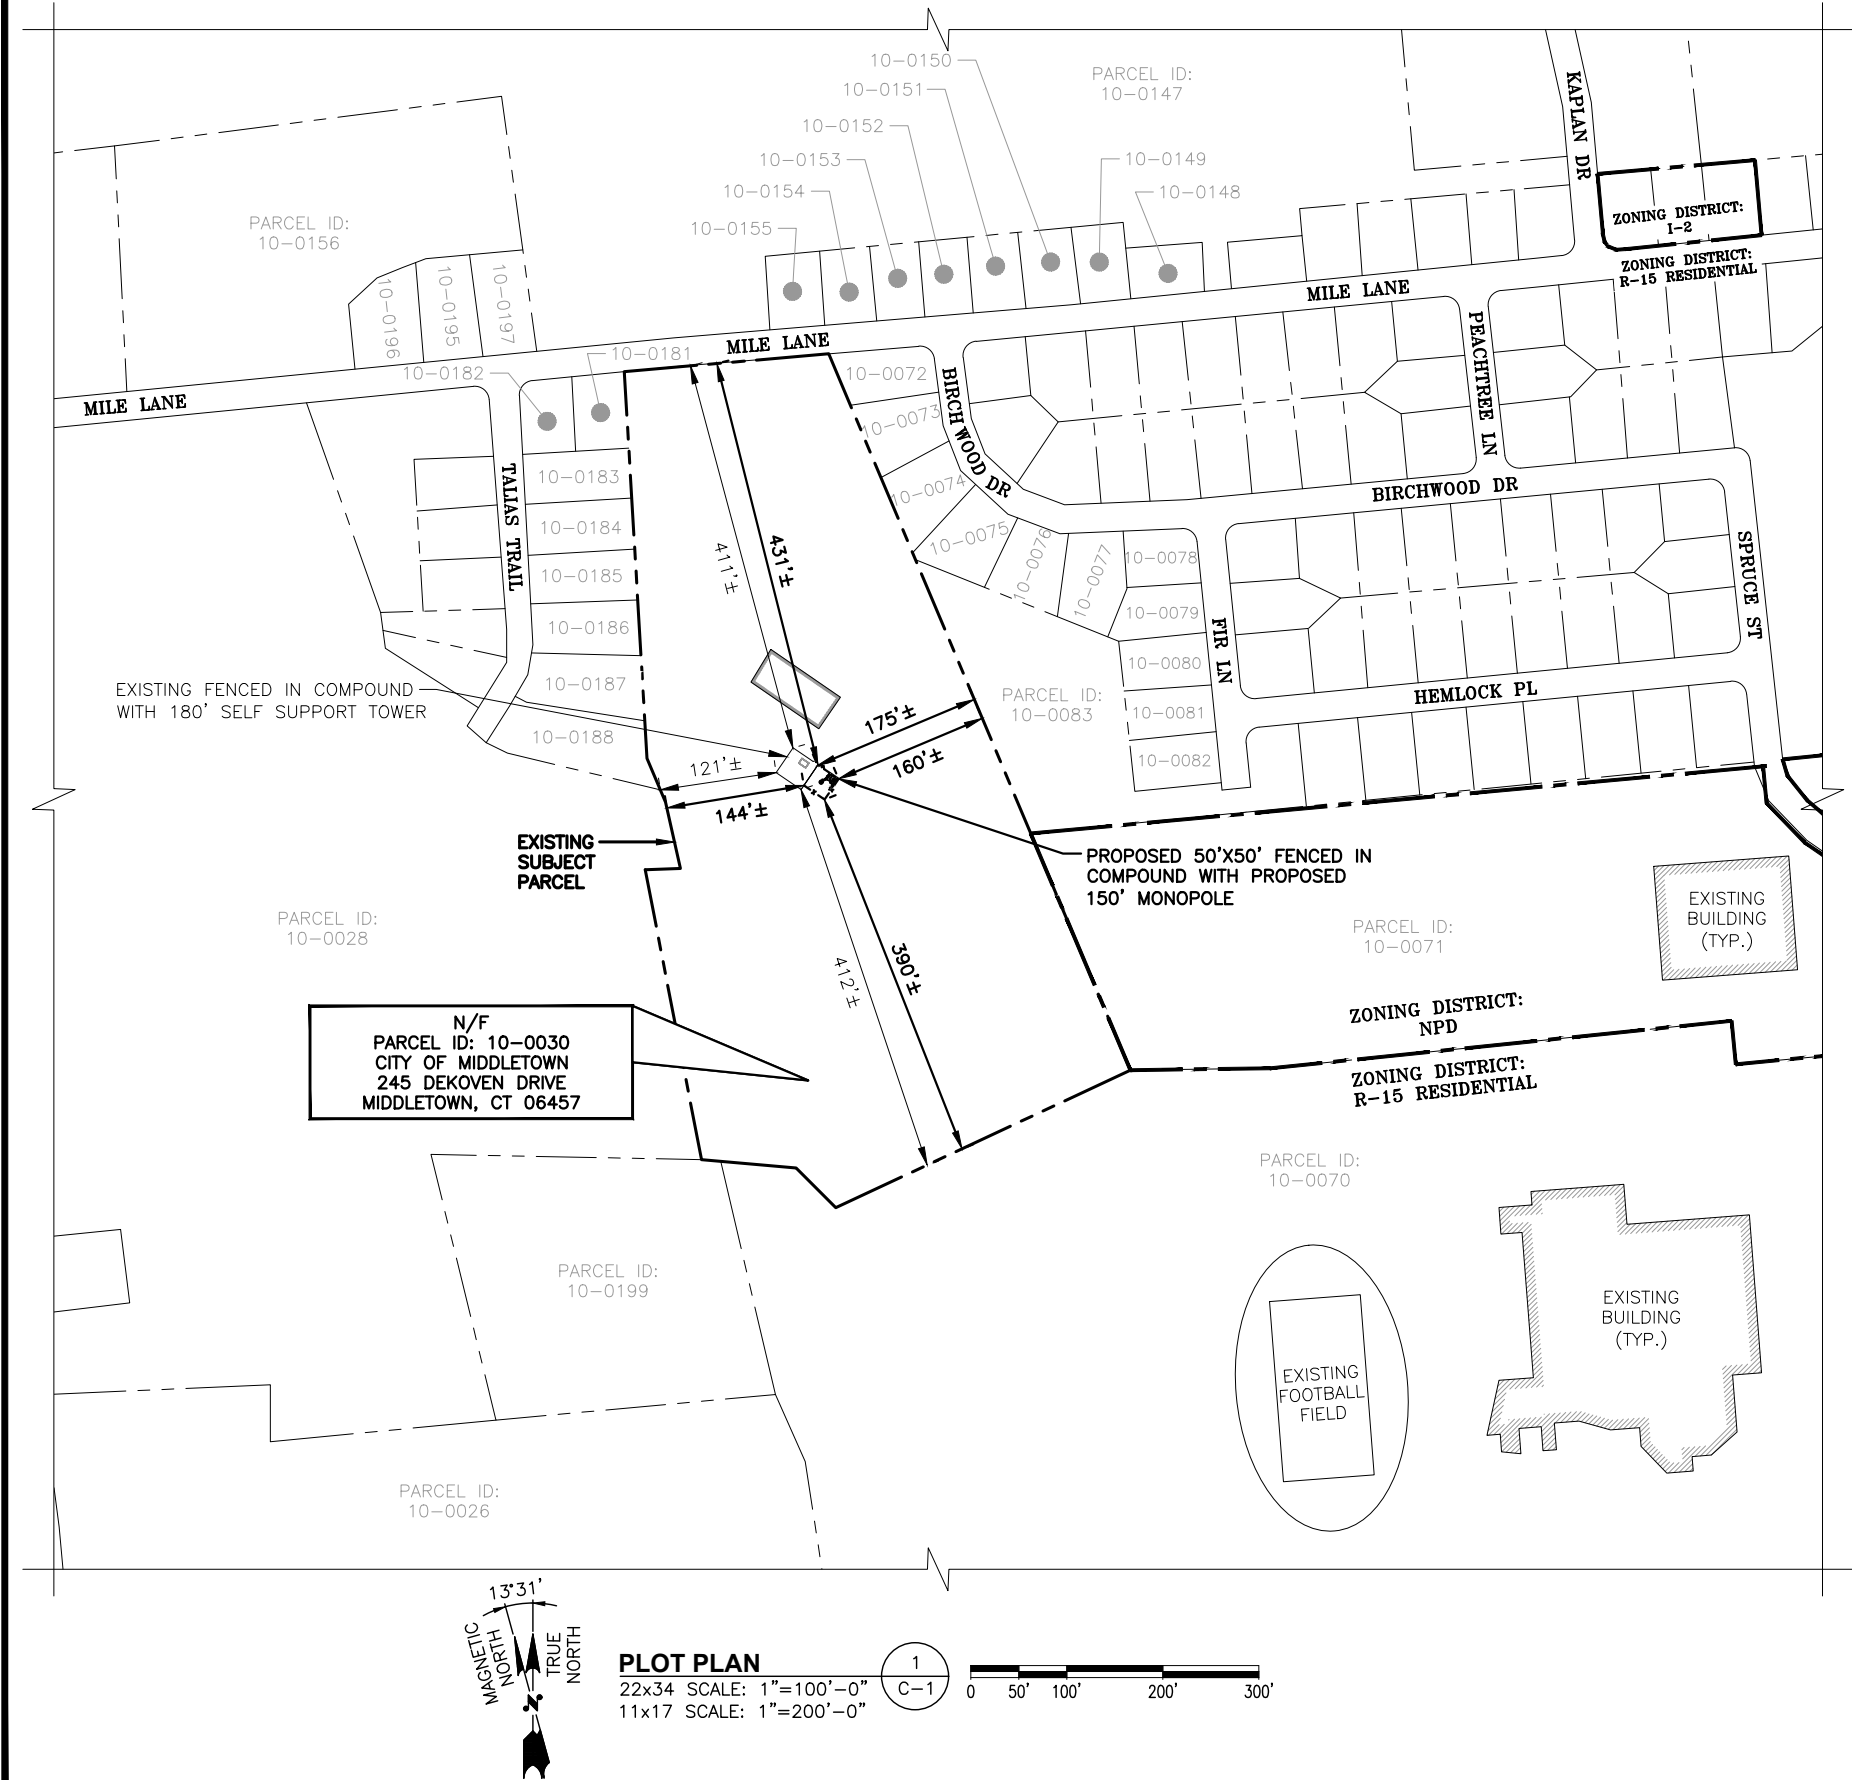 10-0150
10-0151
10-0152
10-0153
10-0154
10-0155
PARCEL ID:
10-0147
10-0149
10-0148
KAPLAN DR
ZONING DISTRICT:
I-2
ZONING DISTRICT:
R-15 RESIDENTIAL
PARCEL ID:
10-0156
10-0196
10-0195
10-0197
10-0181
10-0182
MILE LANE
MILE LANE
MILE LANE
10-0072
10-0073
10-0074
10-0075
10-0076
10-0077
10-0078
10-0079
10-0080
10-0081
10-0082
BIRCHWOOD DR
PEACHTREE LN
BIRCHWOOD DR
TALIAS TRAIL
10-0183
10-0184
10-0185
10-0186
10-0187
10-0188
FIR LN
SPRUCE ST
HEMLOCK PL
411'±
431'±
EXISTING FENCED IN COMPOUND
WITH 180' SELF SUPPORT TOWER
PARCEL ID:
10-0083
175'±
160'±
121'±
144'±
EXISTING
SUBJECT
PARCEL
PROPOSED 50'X50' FENCED IN
COMPOUND WITH PROPOSED
150' MONOPOLE
EXISTING
BUILDING
(TYP.)
PARCEL ID:
10-0028
PARCEL ID:
10-0071
412'±
390'±
ZONING DISTRICT:
NPD
ZONING DISTRICT:
R-15 RESIDENTIAL
N/F
PARCEL ID: 10-0030
CITY OF MIDDLETOWN
245 DEKOVEN DRIVE
MIDDLETOWN, CT 06457
PARCEL ID:
10-0070
PARCEL ID:
10-0199
EXISTING
BUILDING
(TYP.)
EXISTING
FOOTBALL
FIELD
PARCEL ID:
10-0026
13°31'
MAGNETIC
NORTH
TRUE
NORTH
N
PLOT PLAN
22x34 SCALE: 1"=100'-0"
11x17 SCALE: 1"=200'-0"
1
C-1
0 50' 100' 200' 300'